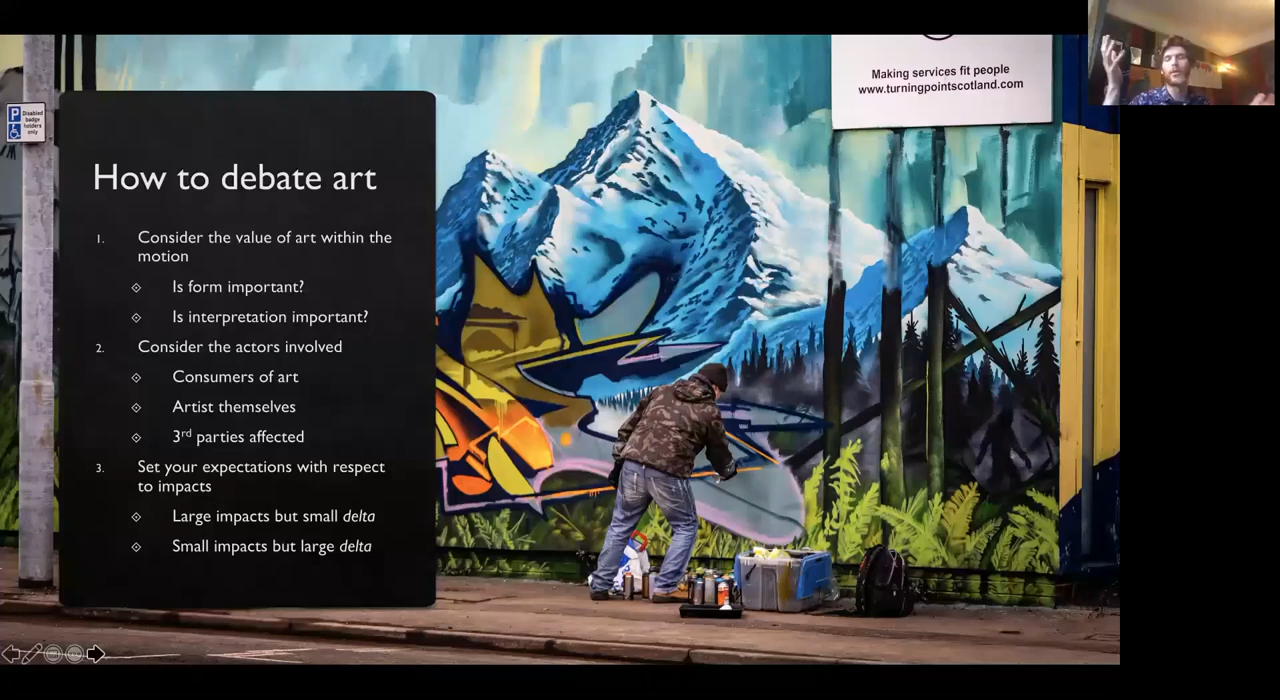 Making services fit people
www.turningpointscotland.com
P
Disabled
badge
holders
only
How to debate art
1. Consider the value of art within the
motion
Is form important?
Is interpretation important?
2. Consider the actors involved
Consumers of art
Artist themselves
3rd parties affected
3. Set your expectations with respect
to impacts
Large impacts but small delta
Small impacts but large delta